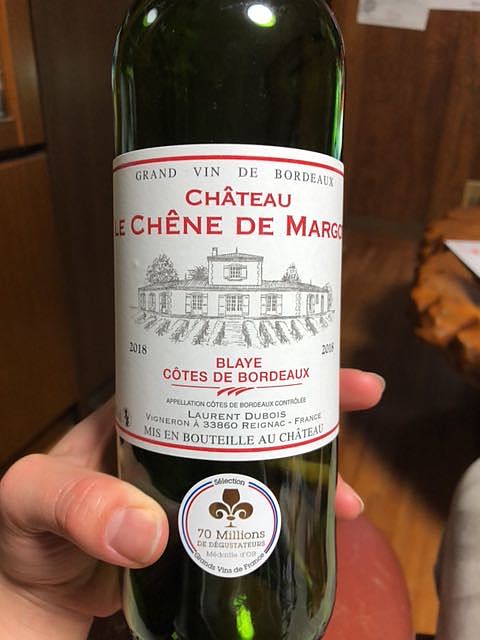 GRAND VIN DE BORDEAUX
CHÂTEAU
LE CHÊNE DE MARGO
2018 2018
BLAYE
CÔTES DE BORDEAUX
APPELLATION CÔTES DE BORDEAUX CONTRÔLÉE
LAURENT DUBOIS
VIGNERON À 33860 REIGNAC - FRANCE
MIS EN BOUTEILLE AU CHÂTEAU
Sélection
70 Millions
DE DÉGUSTATEURS
Médaille d'OR
Grands Vins de France